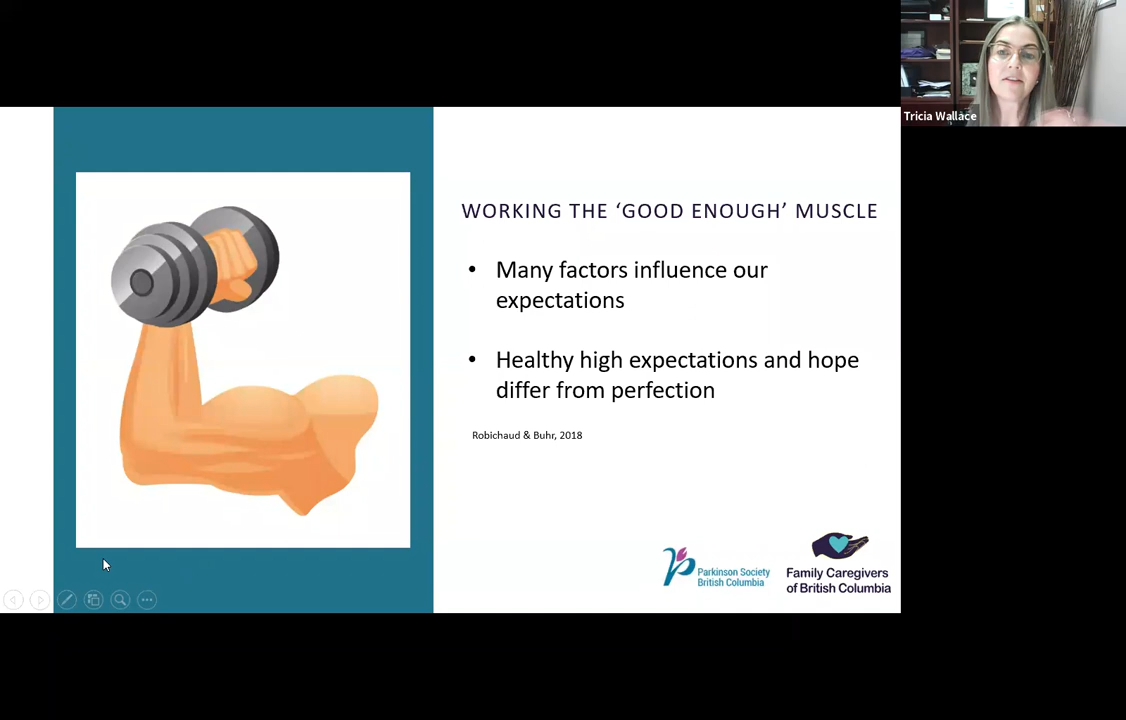 Tricia Wallace
WORKING THE ‘GOOD ENOUGH’ MUSCLE
• Many factors influence our
expectations
• Healthy high expectations and hope
differ from perfection
Robichaud & Buhr, 2018
Parkinson Society
British Columbia
Family Caregivers
of British Columbia